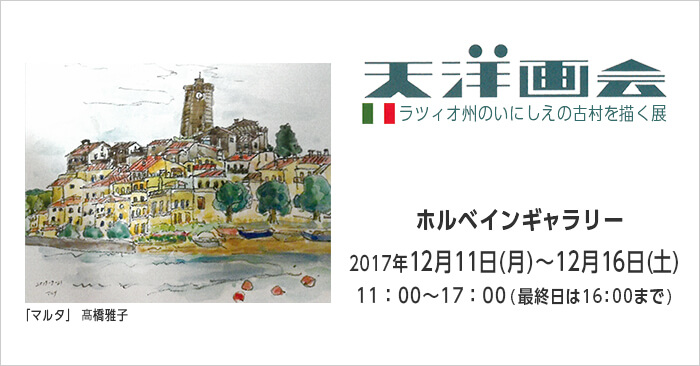 天洋画会
ラツィオ州のいにしえの古村を描く展
ホルベインギャラリー
2017年12月11日(月)～12月16日(土)
11：00～17：00(最終日は16:00まで)
「マルタ」 髙橋雅子